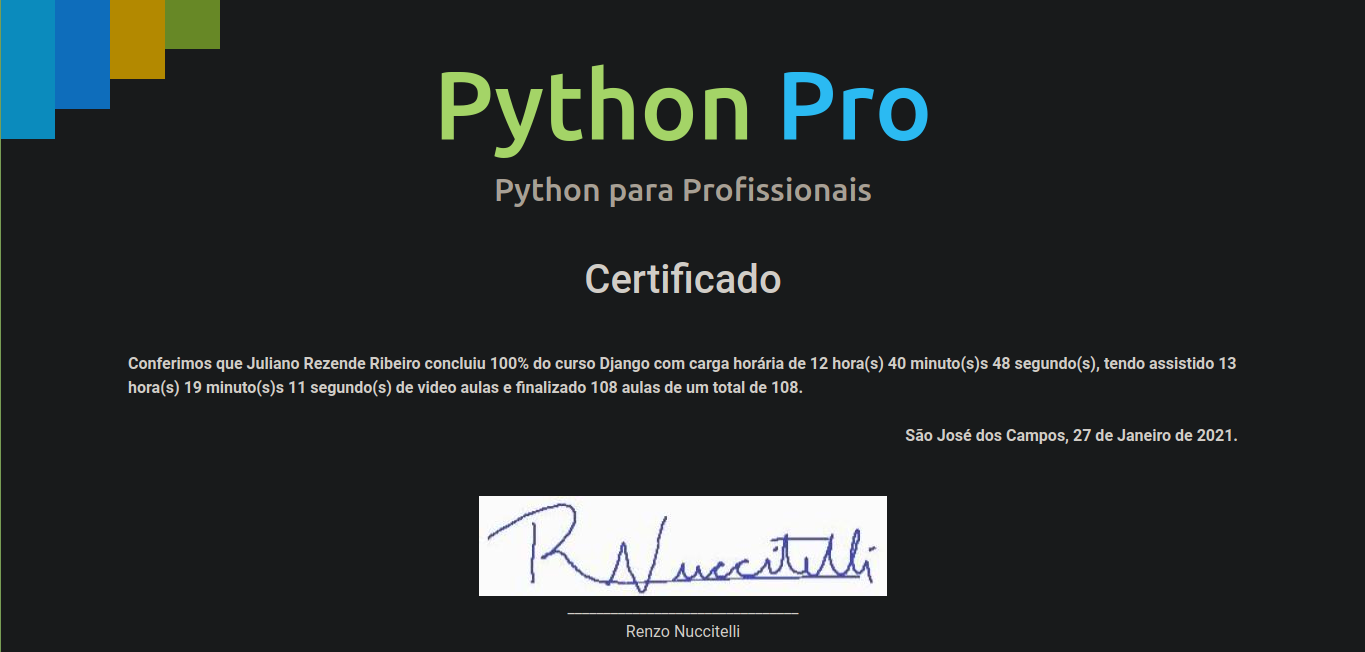 Python Pro
Python para Profissionais
Certificado
Conferimos que Juliano Rezende Ribeiro concluiu 100% do curso Django com carga horária de 12 hora(s) 40 minuto(s)s 48 segundo(s), tendo assistido 13
hora(s) 19 minuto(s)s 11 segundo(s) de video aulas e finalizado 108 aulas de um total de 108.
São José dos Campos, 27 de Janeiro de 2021.
R Nuccitelli
Renzo Nuccitelli